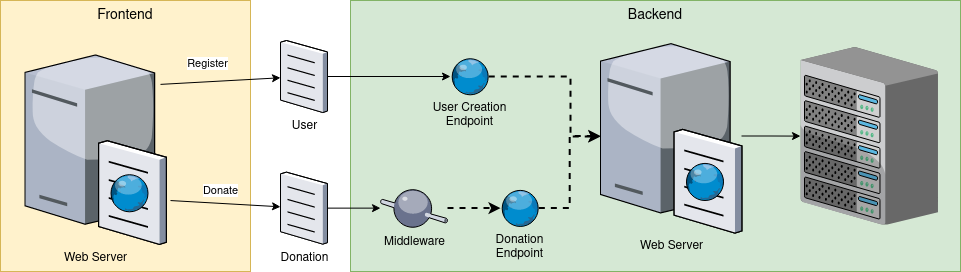 Frontend
Backend
Register
User
User Creation
Endpoint
Donate
Donation
Middleware
Donation
Endpoint
Web Server
Web Server